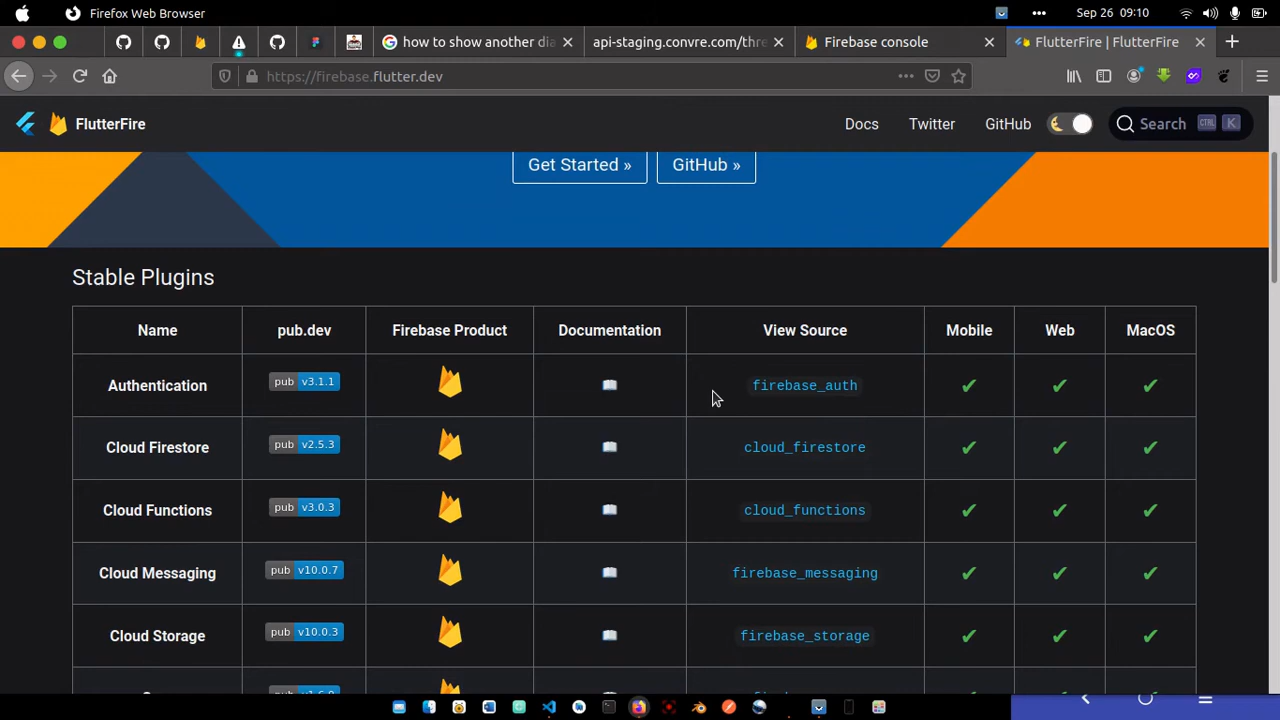 Firefox Web Browser
Sep 26 09:10
how to show another dia
api-staging.convre.com/thre
Firebase console
FlutterFire | FlutterFire
https://firebase.flutter.dev
FlutterFire
Docs
Twitter
GitHub
Search CTRL K
Get Started »
GitHub »
Stable Plugins
Name pub.dev Firebase Product Documentation View Source Mobile Web MacOS
Authentication pub v3.1.1 firebase_auth ✔ ✔ ✔
Cloud Firestore pub v2.5.3 cloud_firestore ✔ ✔ ✔
Cloud Functions pub v3.0.3 cloud_functions ✔ ✔ ✔
Cloud Messaging pub v10.0.7 firebase_messaging ✔ ✔ ✔
Cloud Storage pub v10.0.3 firebase_storage ✔ ✔ ✔